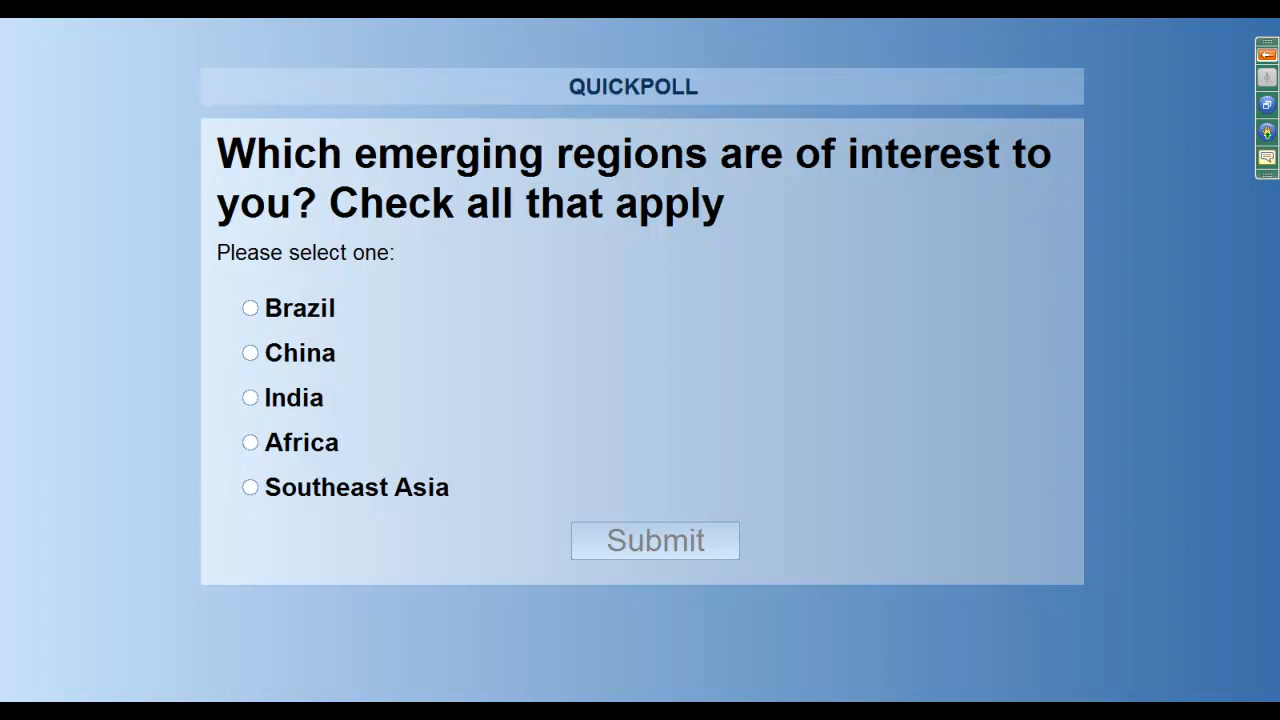 QUICKPOLL
Which emerging regions are of interest to
you? Check all that apply
Please select one:
Brazil
China
India
Africa
Southeast Asia
Submit